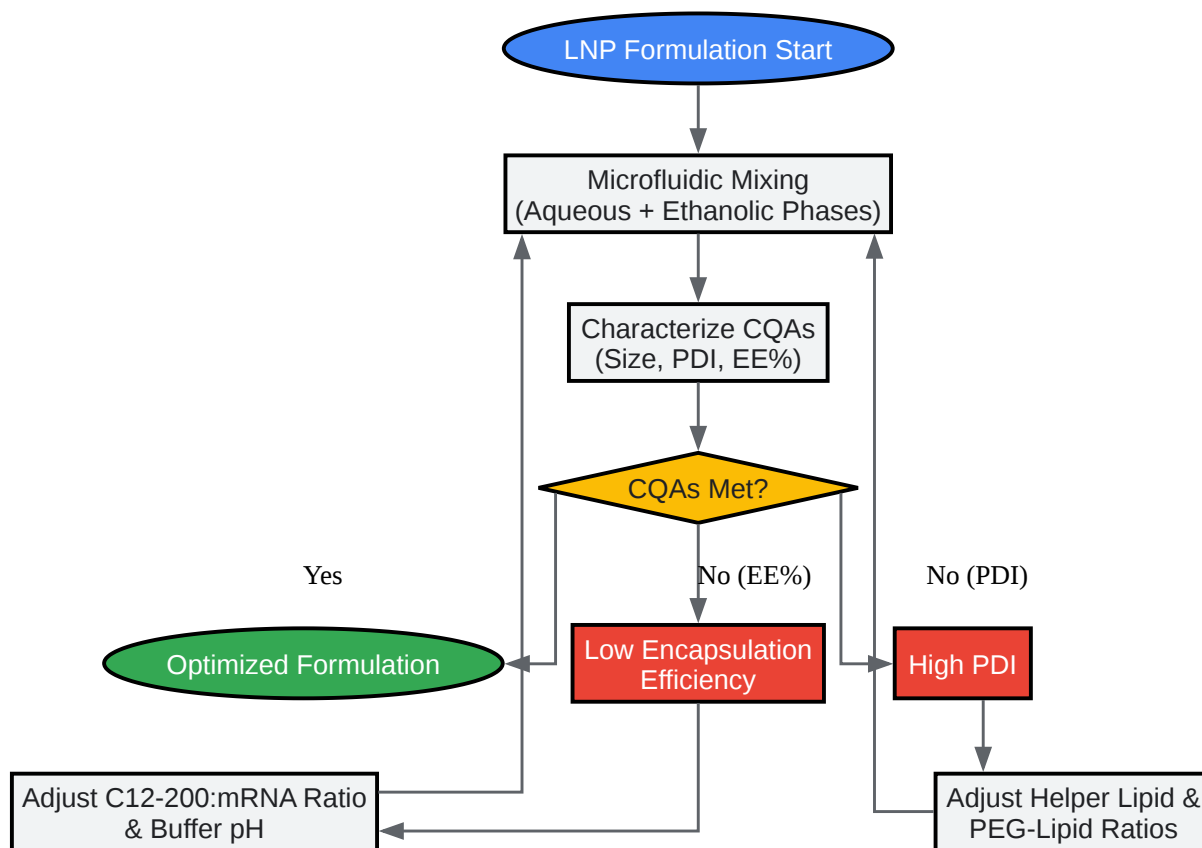 LNP Formulation Start
Microfluidic Mixing
(Aqueous + Ethanolic Phases)
Characterize CQAs
(Size, PDI, EE%)
CQAs Met?
Yes
No (EE%)
No (PDI)
Optimized Formulation
Low Encapsulation
Efficiency
High PDI
Adjust C12-200:mRNA Ratio
& Buffer pH
Adjust Helper Lipid &
PEG-Lipid Ratios